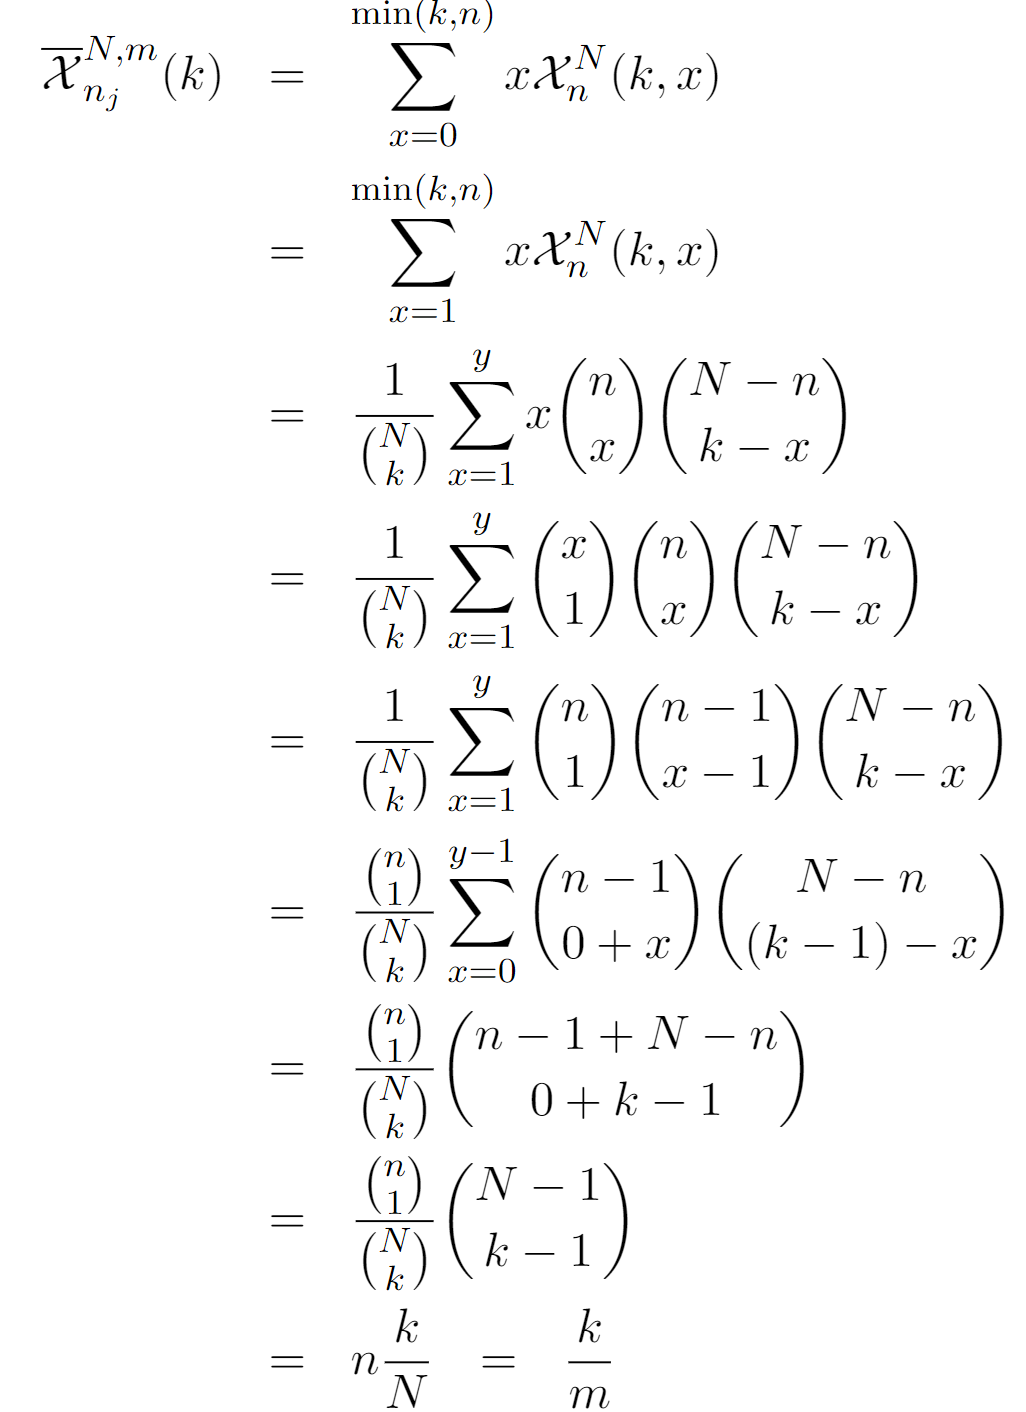 $\overline{\mathcal{X}}_{n_j}^{N,m}(k) = \sum_{x=0}^{\min(k,n)} x\mathcal{X}_n^N(k,x)$
$= \sum_{x=1}^{\min(k,n)} x\mathcal{X}_n^N(k,x)$
$= \frac{1}{\binom{N}{k}} \sum_{x=1}^{y} x\binom{n}{x}\binom{N-n}{k-x}$
$= \frac{1}{\binom{N}{k}} \sum_{x=1}^{y} \binom{x}{1}\binom{n}{x}\binom{N-n}{k-x}$
$= \frac{1}{\binom{N}{k}} \sum_{x=1}^{y} \binom{n}{1}\binom{n-1}{x-1}\binom{N-n}{k-x}$
$= \frac{\binom{n}{1}}{\binom{N}{k}} \sum_{x=0}^{y-1} \binom{n-1}{0+x}\binom{N-n}{(k-1)-x}$
$= \frac{\binom{n}{1}}{\binom{N}{k}} \binom{n-1+N-n}{0+k-1}$
$= \frac{\binom{n}{1}}{\binom{N}{k}} \binom{N-1}{k-1}$
$= n\frac{k}{N} = \frac{k}{m}$